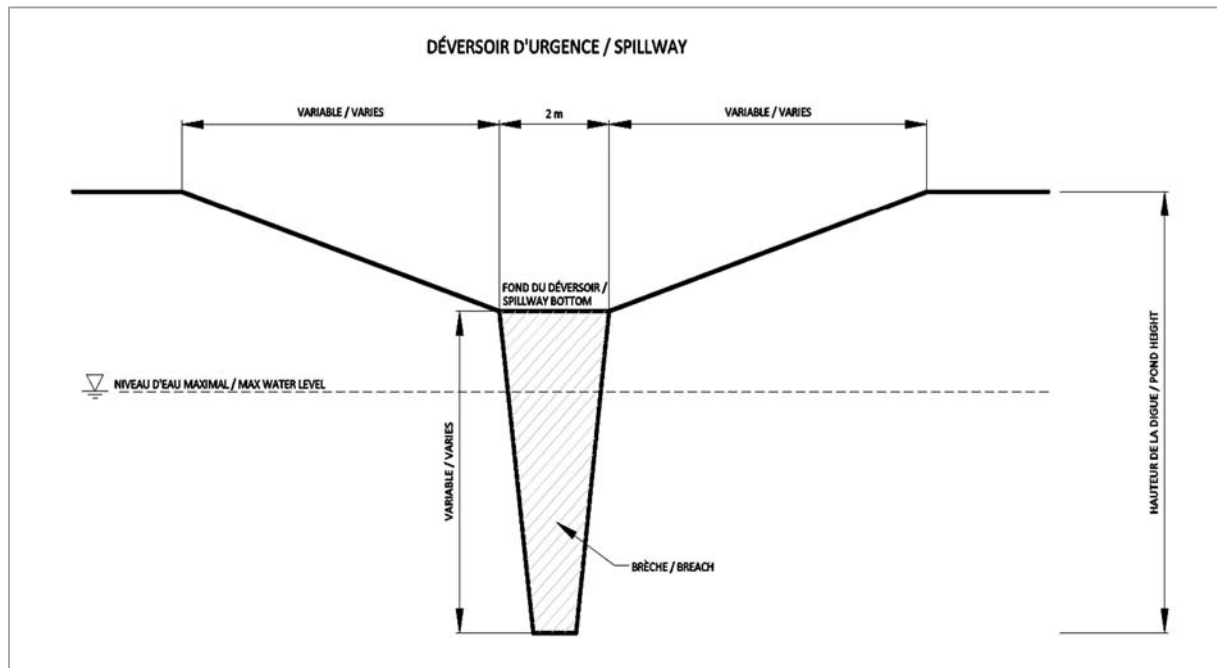 DÉVERSOIR D'URGENCE / SPILLWAY
VARIABLE / VARIES
2 m
VARIABLE / VARIES
FOND DU DÉVERSOIR /
SPILLWAY BOTTOM
NIVEAU D'EAU MAXIMAL / MAX WATER LEVEL
VARIABLE / VARIES
HAUTEUR DE LA DIGUE / POND HEIGHT
BRÈCHE / BREACH